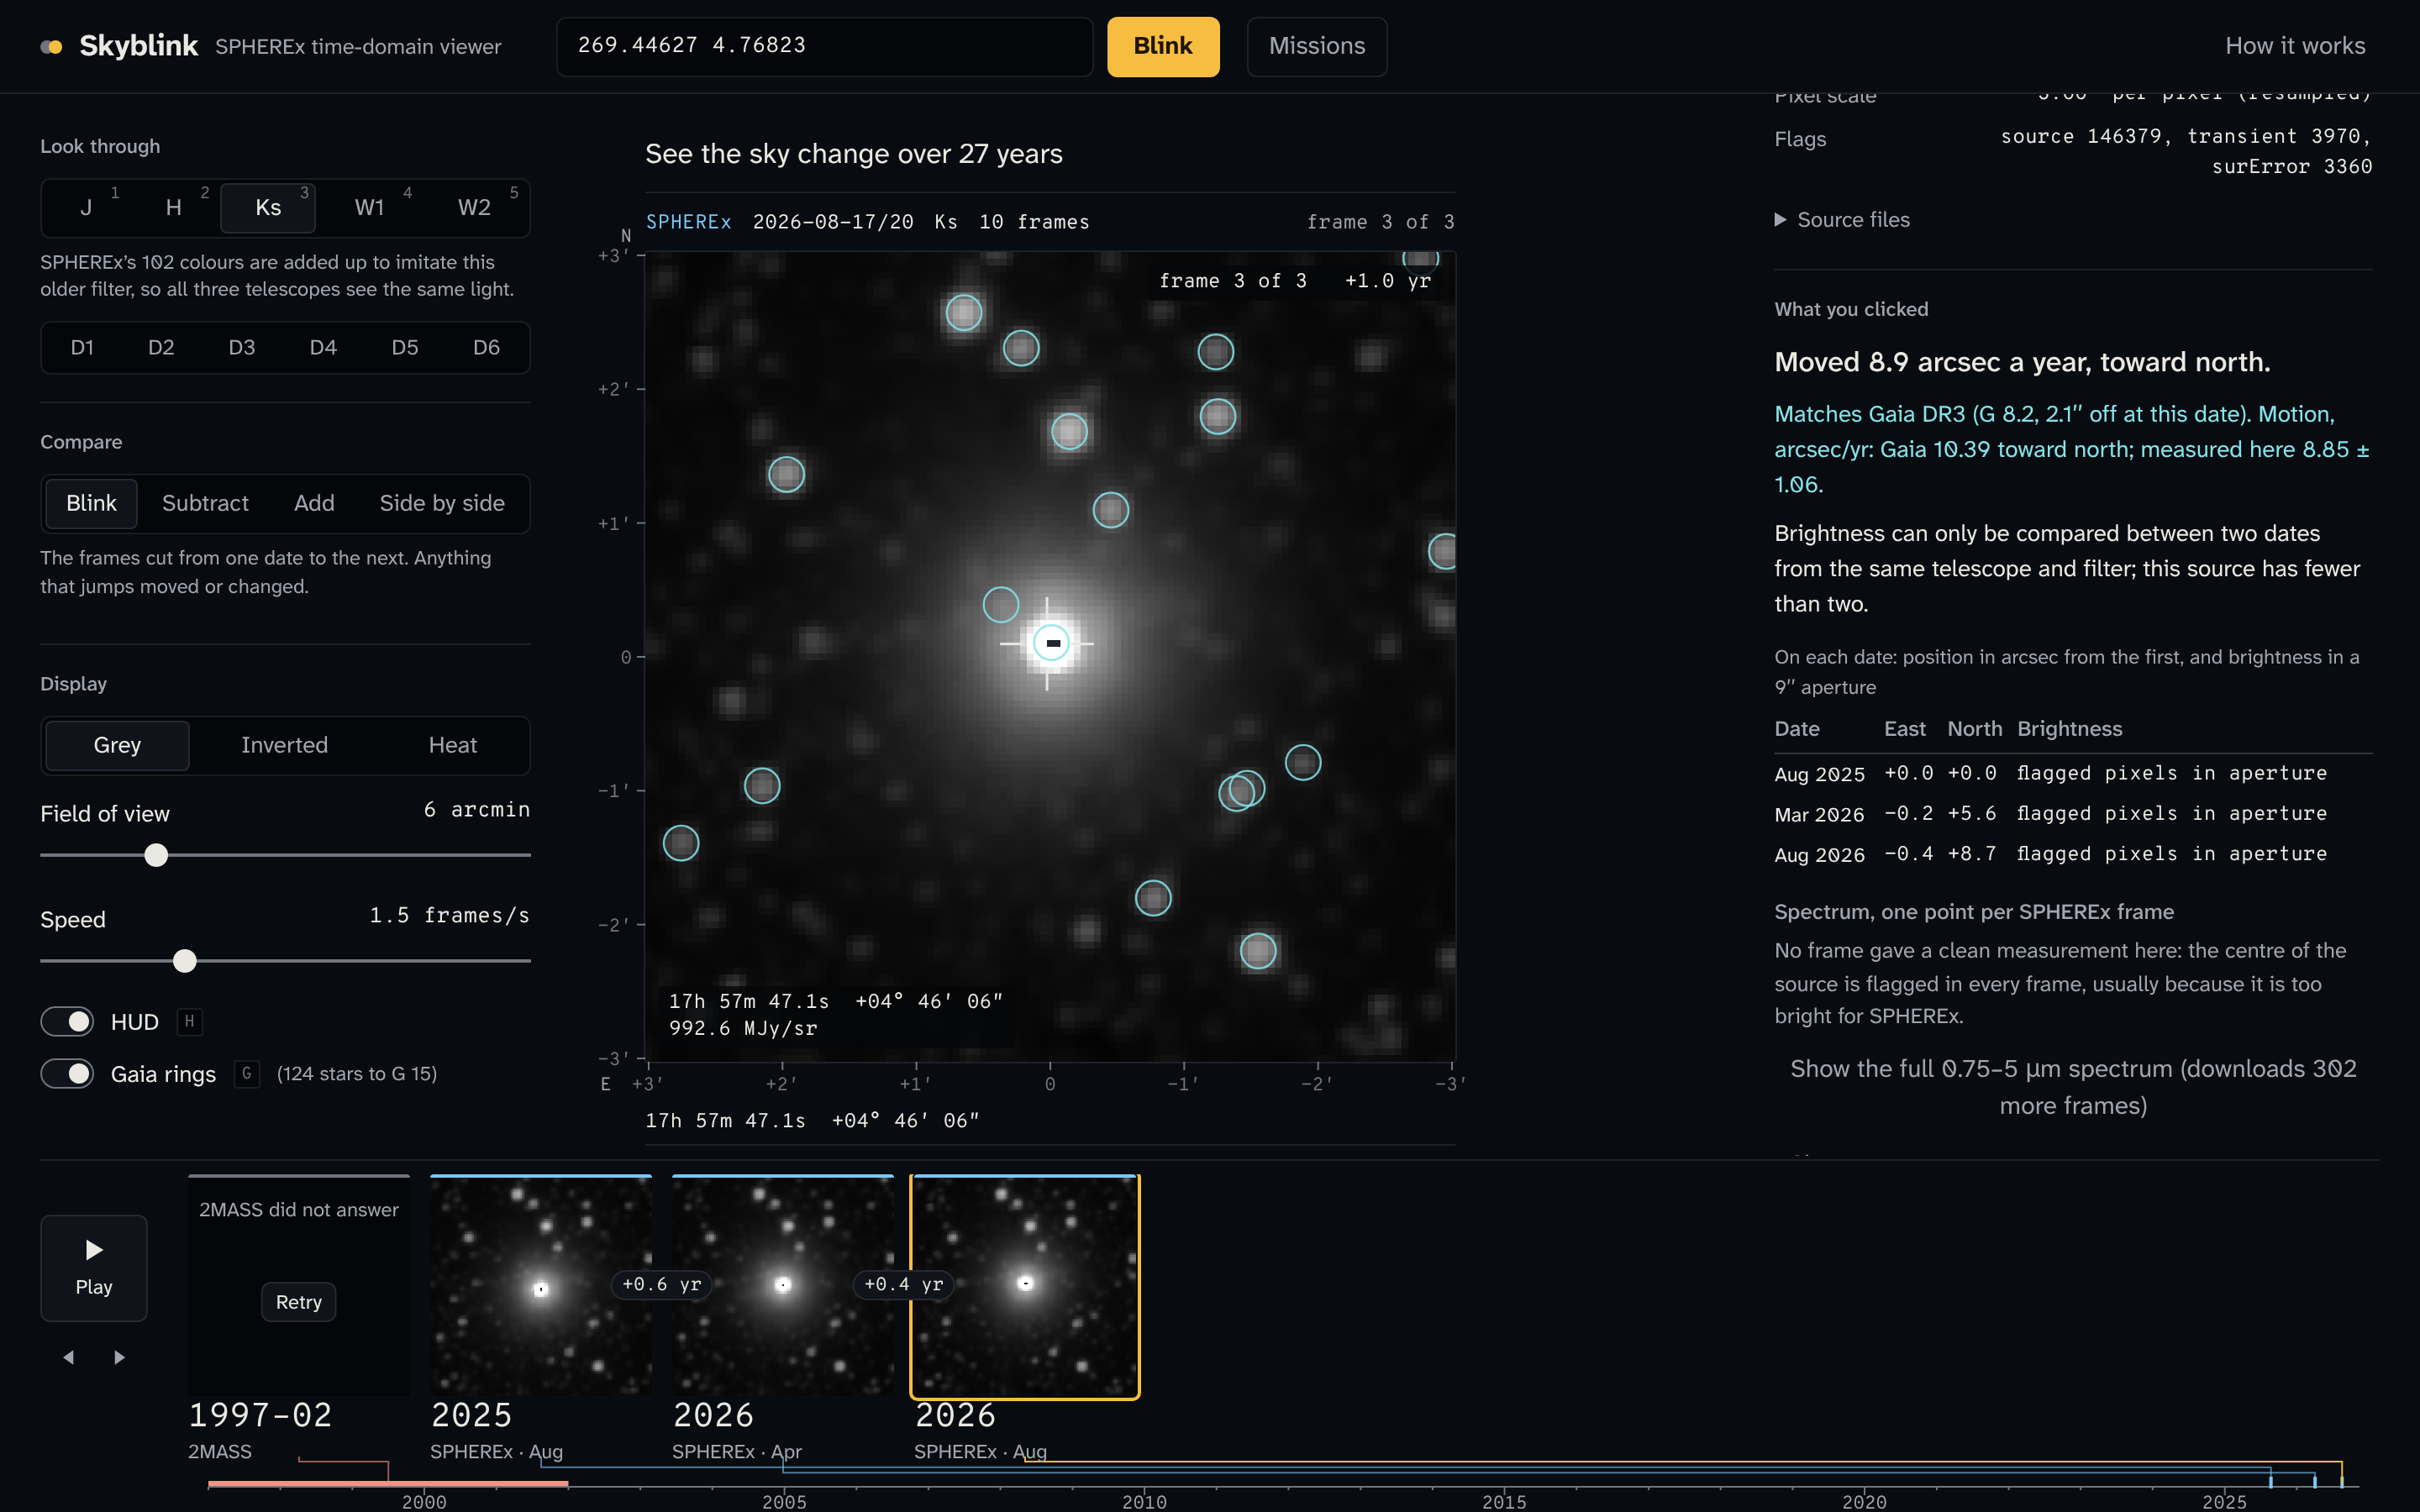 Skyblink SPHEREx time-domain viewer
269.44627 4.76823
Blink
Missions
How it works
Look through
J 1 H 2 Ks 3 W1 4 W2 5
SPHEREx’s 102 colours are added up to imitate this
older filter, so all three telescopes see the same light.
D1 D2 D3 D4 D5 D6
Compare
Blink Subtract Add Side by side
The frames cut from one date to the next. Anything
that jumps moved or changed.
Display
Grey Inverted Heat
Field of view 6 arcmin
Speed 1.5 frames/s
HUD H
Gaia rings G (124 stars to G 15)
See the sky change over 27 years
SPHEREx 2026-08-17/20 Ks 10 frames frame 3 of 3
N
+3′
+2′
+1′
0
−1′
−2′
−3′
frame 3 of 3 +1.0 yr
17h 57m 47.1s +04° 46′ 06″
992.6 MJy/sr
E +3′ +2′ +1′ 0 −1′ −2′ −3′
17h 57m 47.1s +04° 46′ 06″
Pixel scale 3.00″ per pixel (resampled)
Flags source 146379, transient 3970,
surError 3360
▶ Source files
What you clicked
Moved 8.9 arcsec a year, toward north.
Matches Gaia DR3 (G 8.2, 2.1″ off at this date). Motion,
arcsec/yr: Gaia 10.39 toward north; measured here 8.85 ±
1.06.
Brightness can only be compared between two dates
from the same telescope and filter; this source has fewer
than two.
On each date: position in arcsec from the first, and brightness in a
9″ aperture
Date East North Brightness
Aug 2025 +0.0 +0.0 flagged pixels in aperture
Mar 2026 −0.2 +5.6 flagged pixels in aperture
Aug 2026 −0.4 +8.7 flagged pixels in aperture
Spectrum, one point per SPHEREx frame
No frame gave a clean measurement here: the centre of the
source is flagged in every frame, usually because it is too
bright for SPHEREx.
Show the full 0.75–5 µm spectrum (downloads 302
more frames)
Play
2MASS did not answer
Retry
+0.6 yr
+0.4 yr
1997-02 2025 2026 2026
2MASS SPHEREx · Aug SPHEREx · Apr SPHEREx · Aug
2000 2005 2010 2015 2020 2025